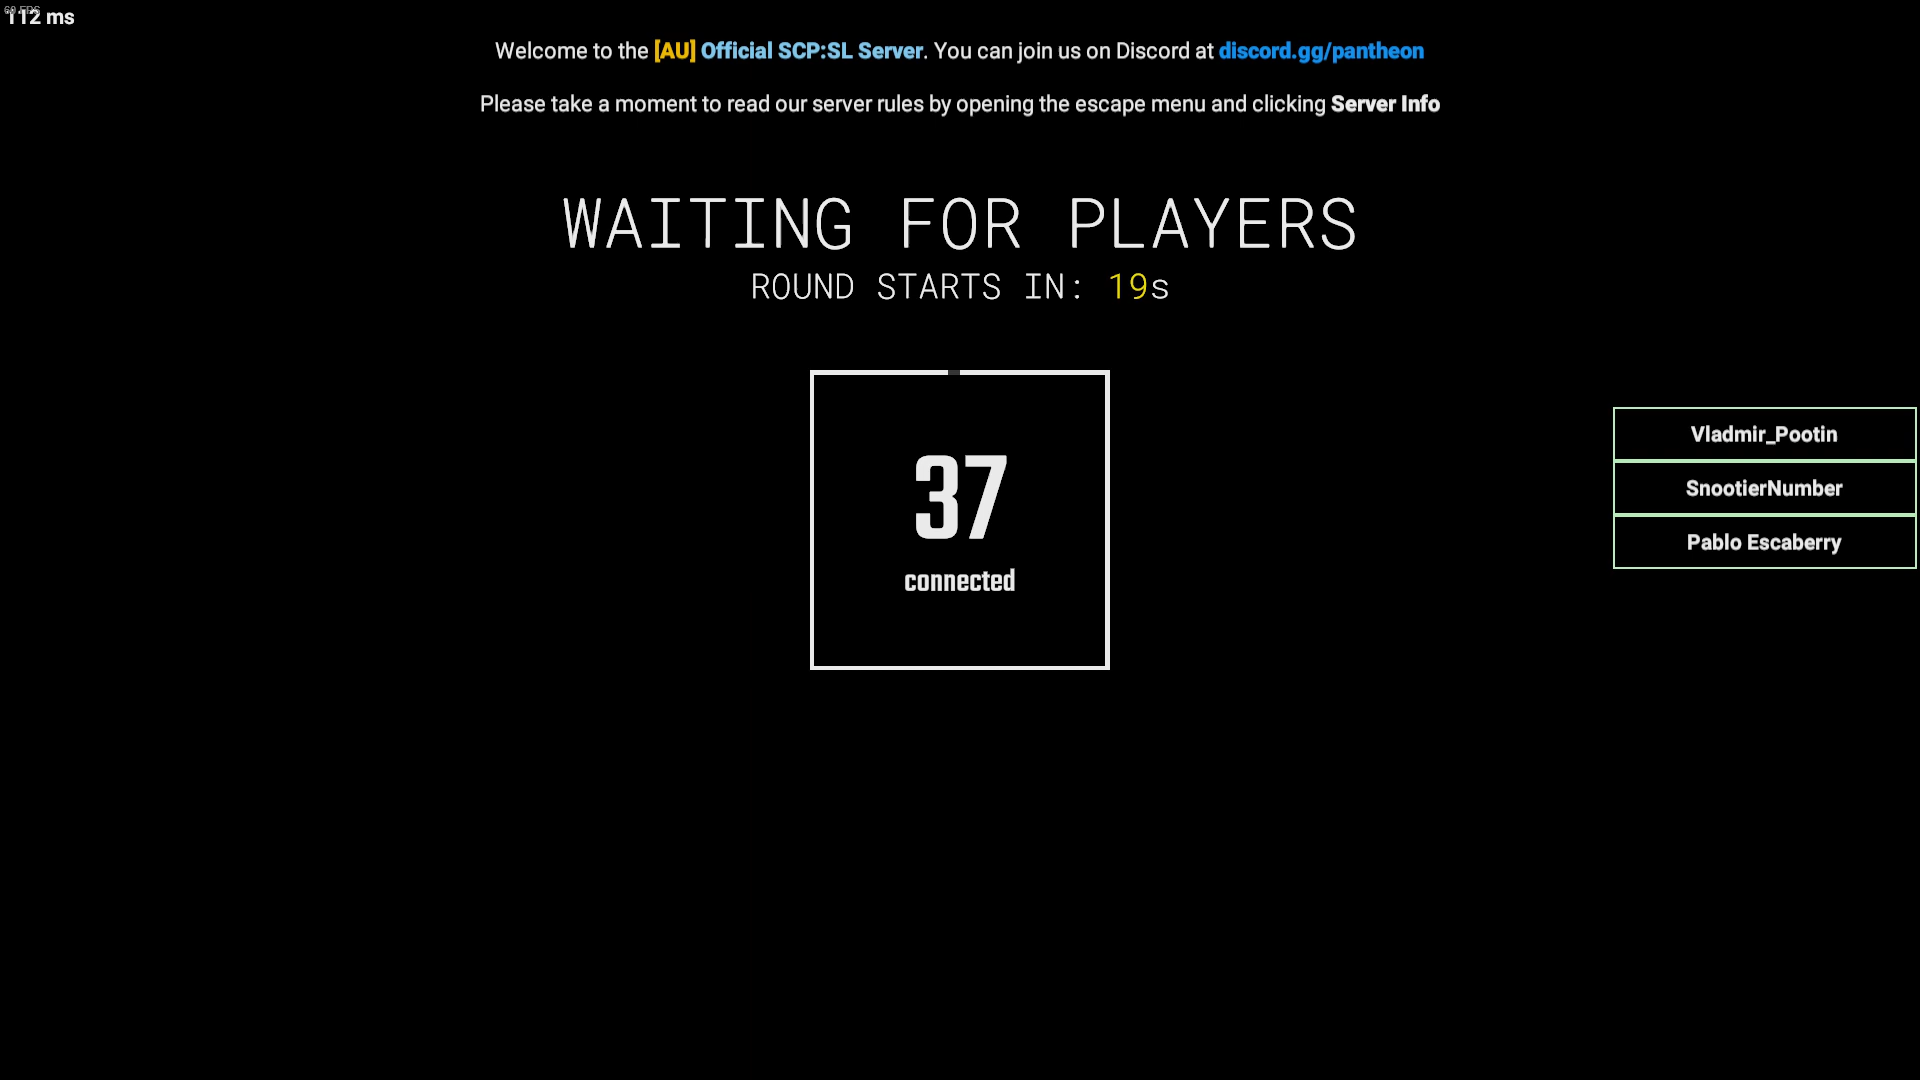 112 ms
Welcome to the [AU] Official SCP:SL Server. You can join us on Discord at discord.gg/pantheon
Please take a moment to read our server rules by opening the escape menu and clicking Server Info
WAITING FOR PLAYERS
ROUND STARTS IN: 19s
37
connected
Vladmir_Pootin
SnootierNumber
Pablo Escaberry